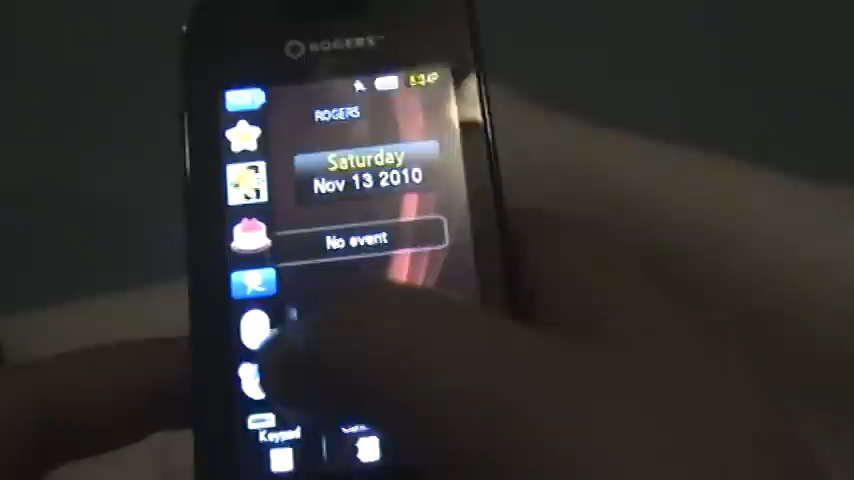 ROGERS
ROGERS
Saturday
Nov 13 2010
No event
Keypad